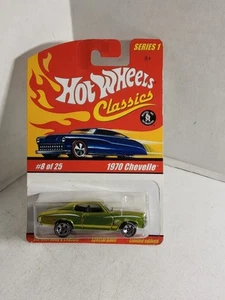 SERIES 1
Hot Wheels
Classics
#8 of 25
1970 Chevelle